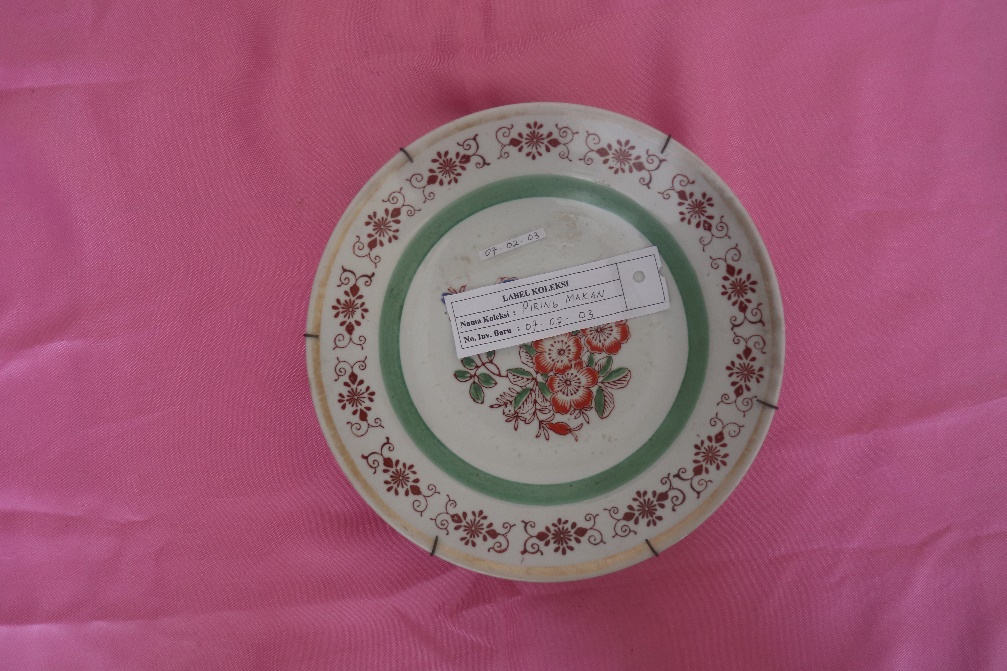 07-02-03
LABEL KOLEKSI
Nama Koleksi : PIRING MAKAN
No. Inv. Baru : 07-02-03